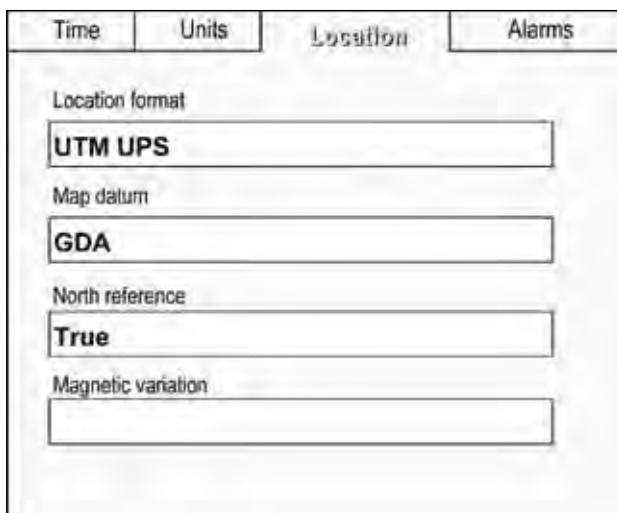 Time Units Location Alarms
Location format
UTM UPS
Map datum
GDA
North reference
True
Magnetic variation